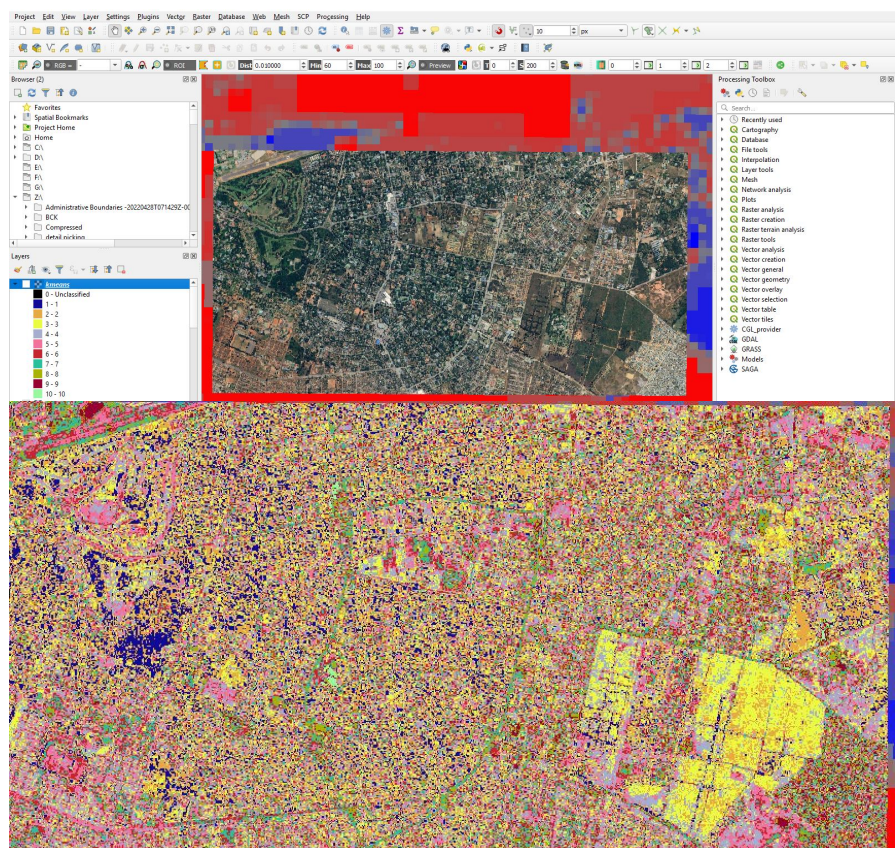 Project Edit View Layer Settings Plugins Vector Raster Database Web Mesh SCP Processing Help
10 px
RGB = - ROI Dist 0.010000 Min 60 Max 100 Preview T 0 S 200 0 1 2
Browser (2)
Favorites
Spatial Bookmarks
Project Home
Home
C:\
D:\
E:\
F:\
G:\
Z:\
Administrative Boundaries -20220428T071429Z-00
BCK
Compressed
detail picking
Layers
kmeans
0 - Unclassified
1 - 1
2 - 2
3 - 3
4 - 4
5 - 5
6 - 6
7 - 7
8 - 8
9 - 9
10 - 10
Processing Toolbox
Search...
Recently used
Cartography
Database
File tools
Interpolation
Layer tools
Mesh
Network analysis
Plots
Raster analysis
Raster creation
Raster terrain analysis
Raster tools
Vector analysis
Vector creation
Vector general
Vector geometry
Vector overlay
Vector selection
Vector table
Vector tiles
CGL_provider
GDAL
GRASS
Models
SAGA